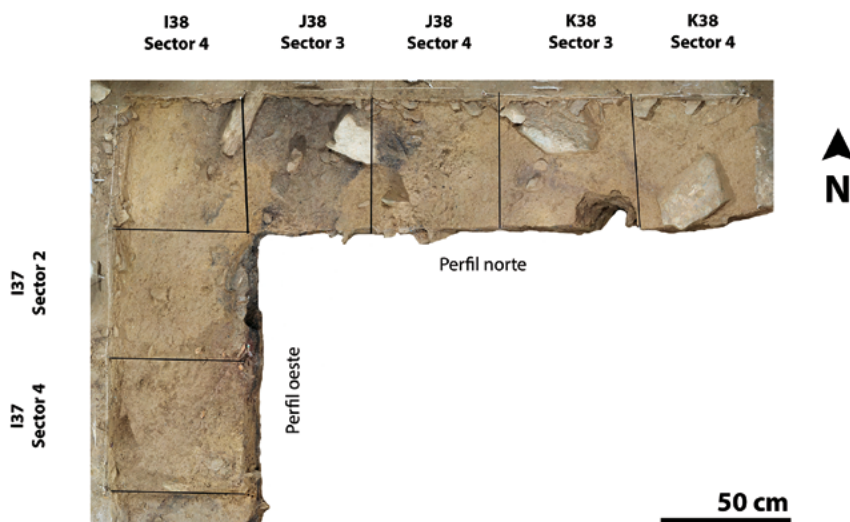 I38
Sector 4
J38
Sector 3
J38
Sector 4
K38
Sector 3
K38
Sector 4
N
I37
Sector 2
Perfil norte
Perfil oeste
I37
Sector 4
50 cm